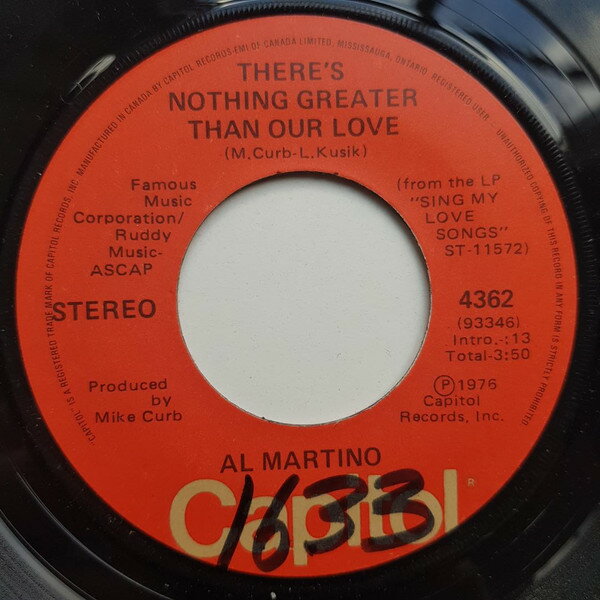 "CAPITOL" IS A REGISTERED TRADE MARK OF CAPITOL RECORDS, INC. MANUFACTURED IN CANADA BY CAPITOL RECORDS-EMI OF CANADA LIMITED, MISSISSAUGA, ONTARIO. REGISTERED USER. UNAUTHORIZED COPYING OF THIS RECORD IN ANY FORM IS STRICTLY PROHIBITED
THERE'S
NOTHING GREATER
THAN OUR LOVE
(M.Curb-L.Kusik)
Famous
Music
Corporation/
Ruddy
Music-
ASCAP
(from the LP
"SING MY
LOVE
SONGS"
ST-11572)
STEREO
4362
(93346)
Intro.-:13
Total-3:50
Produced
by
Mike Curb
℗1976
Capitol
Records, Inc.
AL MARTINO
Capitol®
1633